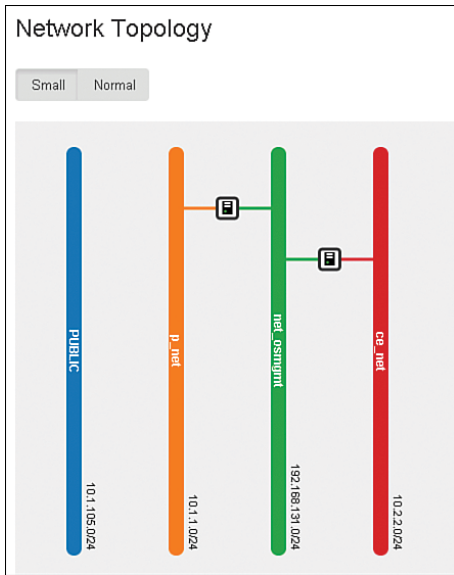 Network Topology
Small
Normal
PUBLIC
10.1.105.0/24
p_net
10.1.1.0/24
net_osmgmt
192.168.131.0/24
ce_net
10.2.2.0/24